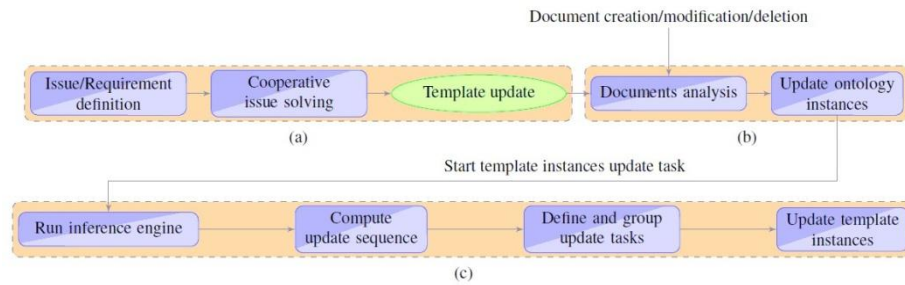 Document creation/modification/deletion
Issue/Requirement
definition
Cooperative
issue solving
Template update
Documents analysis
Update ontology
instances
(a)
(b)
Start template instances update task
Run inference engine
Compute
update sequence
Define and group
update tasks
Update template
instances
(c)